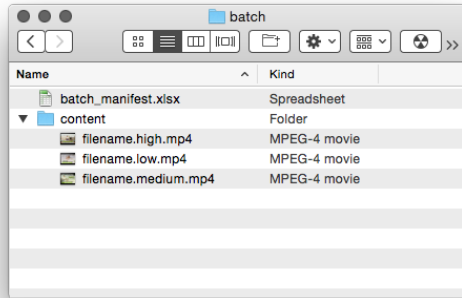 batch
Name Kind
batch_manifest.xlsx Spreadsheet
content Folder
filename.high.mp4 MPEG-4 movie
filename.low.mp4 MPEG-4 movie
filename.medium.mp4 MPEG-4 movie